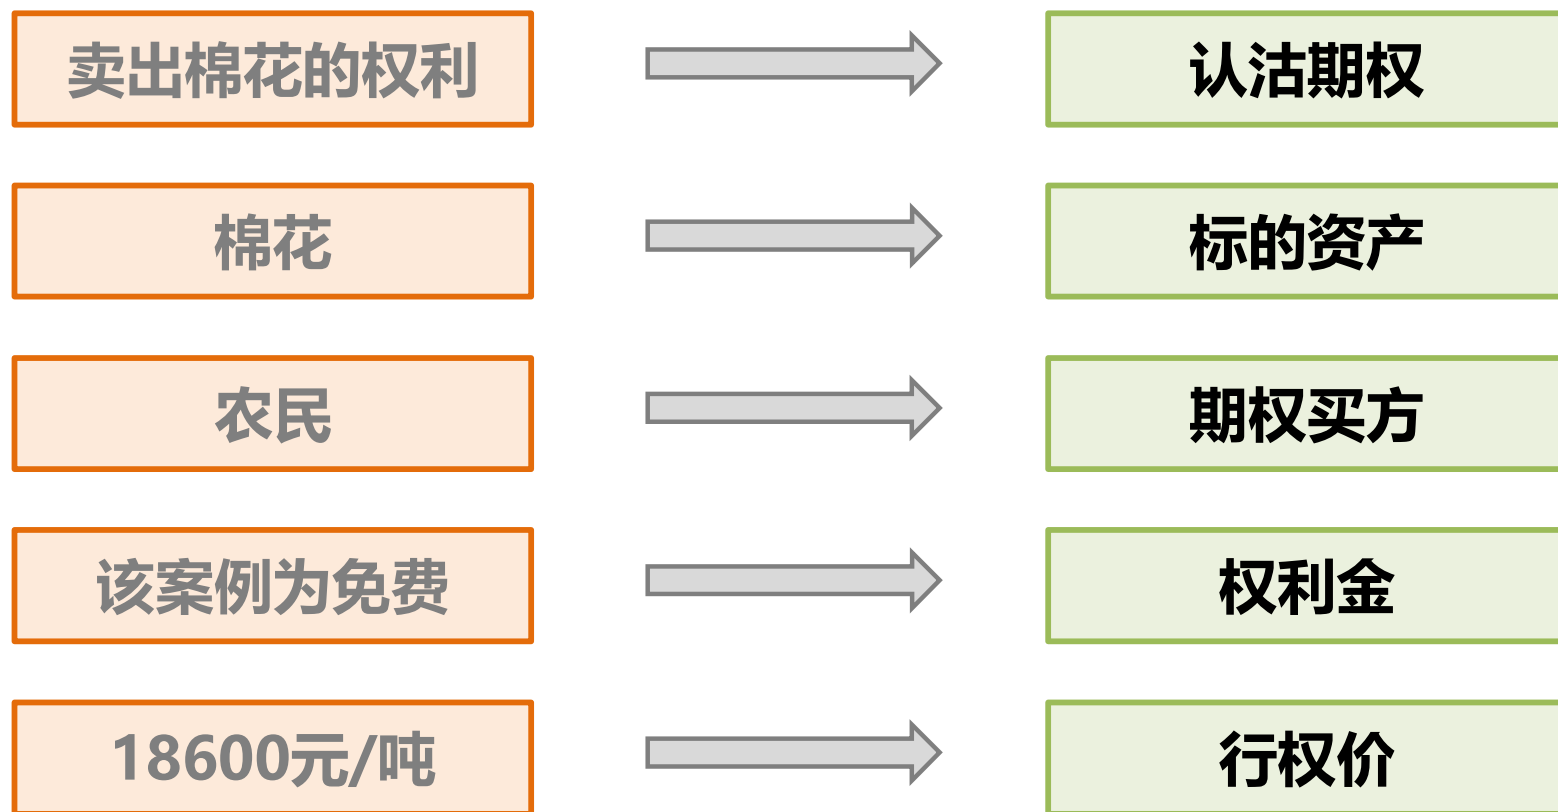 卖出棉花的权利
认沽期权
棉花
标的资产
农民
期权买方
该案例为免费
权利金
18600元/吨
行权价